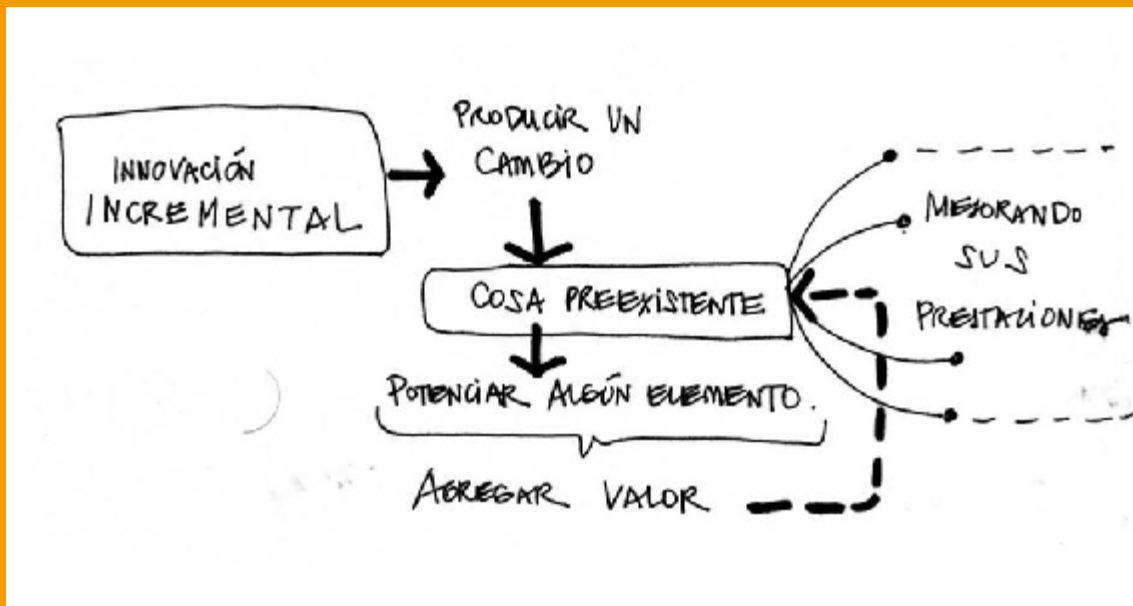 INNOVACIÓN
INCREMENTAL
PRODUCIR UN
CAMBIO
COSA PREEXISTENTE
POTENCIAR ALGÚN ELEMENTO.
AGREGAR VALOR
MEJORANDO
SUS
PRESTACIONES